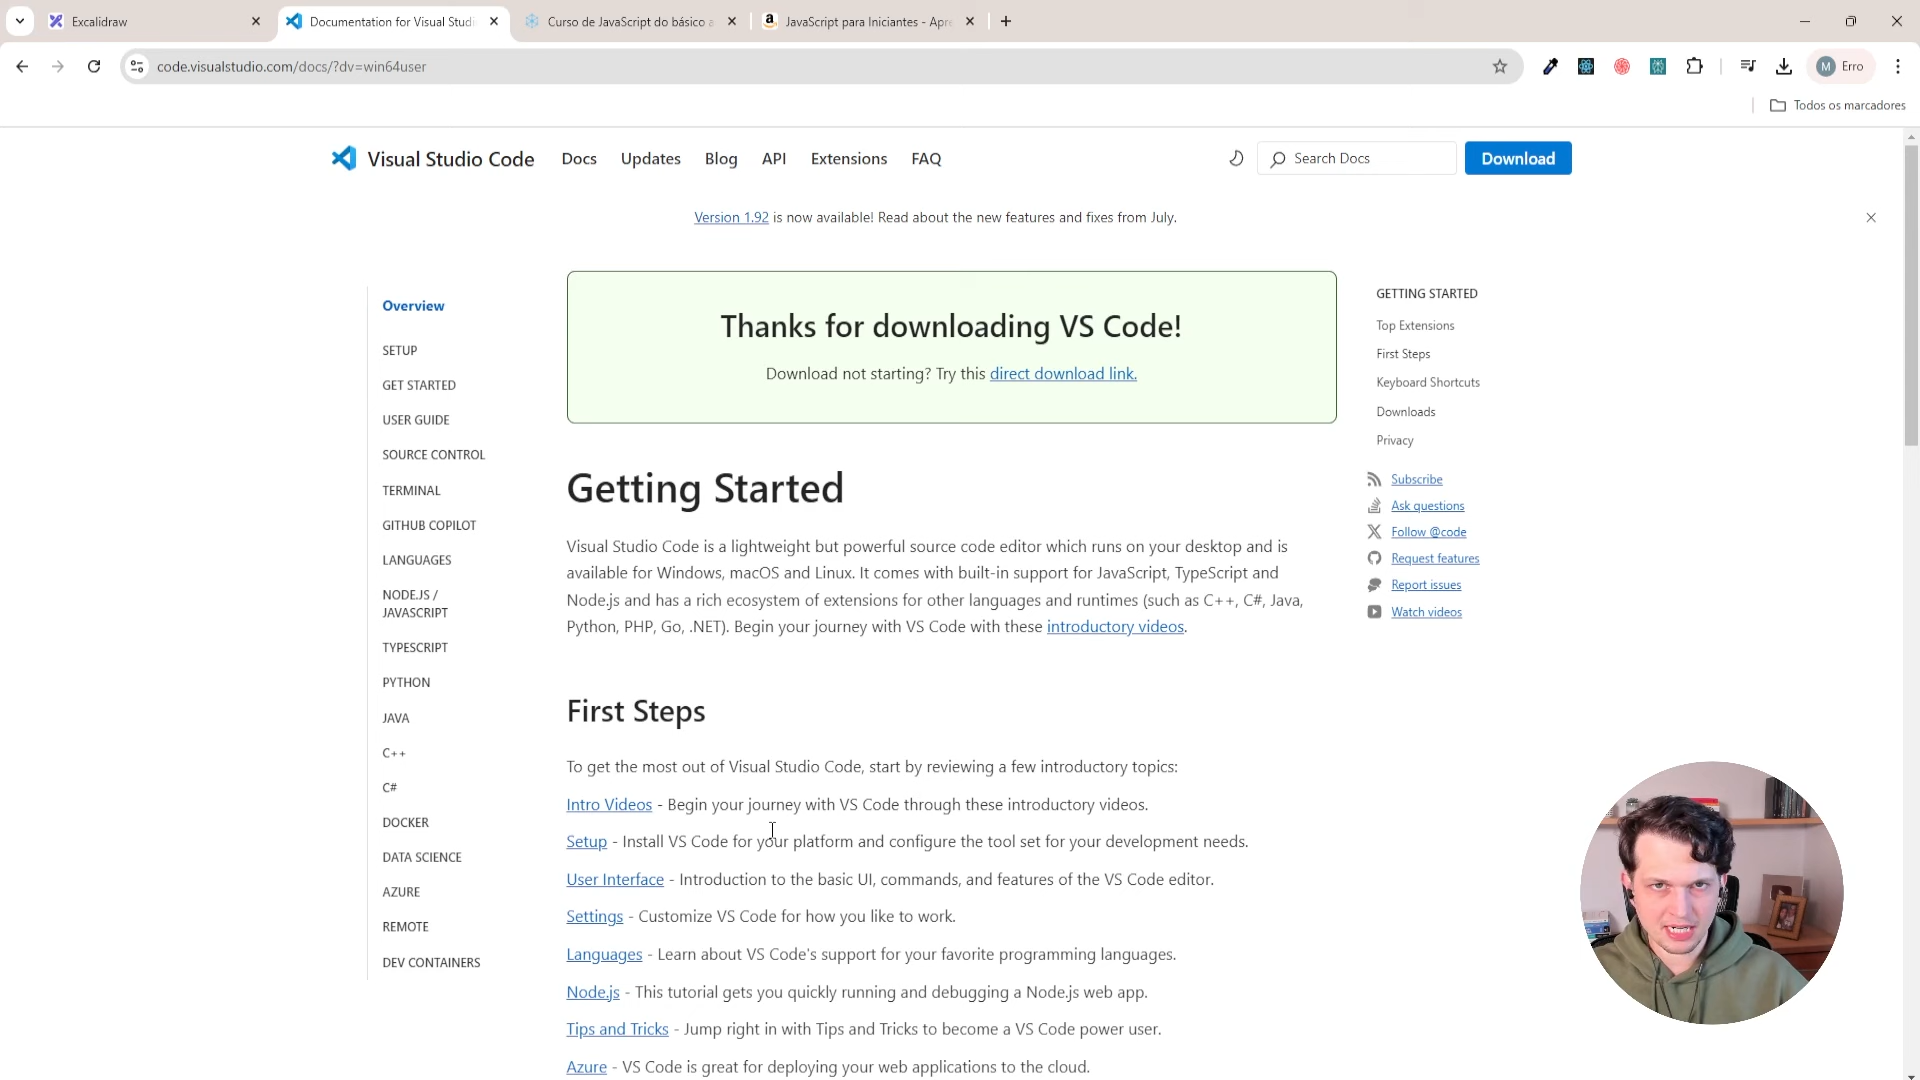 Excalidraw
Documentation for Visual Studi
Curso de JavaScript do básico a
JavaScript para Iniciantes - Apre
code.visualstudio.com/docs/?dv=win64user
M Erro
Todos os marcadores
Visual Studio Code Docs Updates Blog API Extensions FAQ Search Docs Download
Version 1.92 is now available! Read about the new features and fixes from July.
Overview
SETUP
GET STARTED
USER GUIDE
SOURCE CONTROL
TERMINAL
GITHUB COPILOT
LANGUAGES
NODE.JS /
JAVASCRIPT
TYPESCRIPT
PYTHON
JAVA
C++
C#
DOCKER
DATA SCIENCE
AZURE
REMOTE
DEV CONTAINERS
Thanks for downloading VS Code!
Download not starting? Try this direct download link.
Getting Started
Visual Studio Code is a lightweight but powerful source code editor which runs on your desktop and is
available for Windows, macOS and Linux. It comes with built-in support for JavaScript, TypeScript and
Node.js and has a rich ecosystem of extensions for other languages and runtimes (such as C++, C#, Java,
Python, PHP, Go, .NET). Begin your journey with VS Code with these introductory videos.
First Steps
To get the most out of Visual Studio Code, start by reviewing a few introductory topics:
Intro Videos - Begin your journey with VS Code through these introductory videos.
Setup - Install VS Code for your platform and configure the tool set for your development needs.
User Interface - Introduction to the basic UI, commands, and features of the VS Code editor.
Settings - Customize VS Code for how you like to work.
Languages - Learn about VS Code's support for your favorite programming languages.
Node.js - This tutorial gets you quickly running and debugging a Node.js web app.
Tips and Tricks - Jump right in with Tips and Tricks to become a VS Code power user.
Azure - VS Code is great for deploying your web applications to the cloud.
GETTING STARTED
Top Extensions
First Steps
Keyboard Shortcuts
Downloads
Privacy
Subscribe
Ask questions
Follow @code
Request features
Report issues
Watch videos